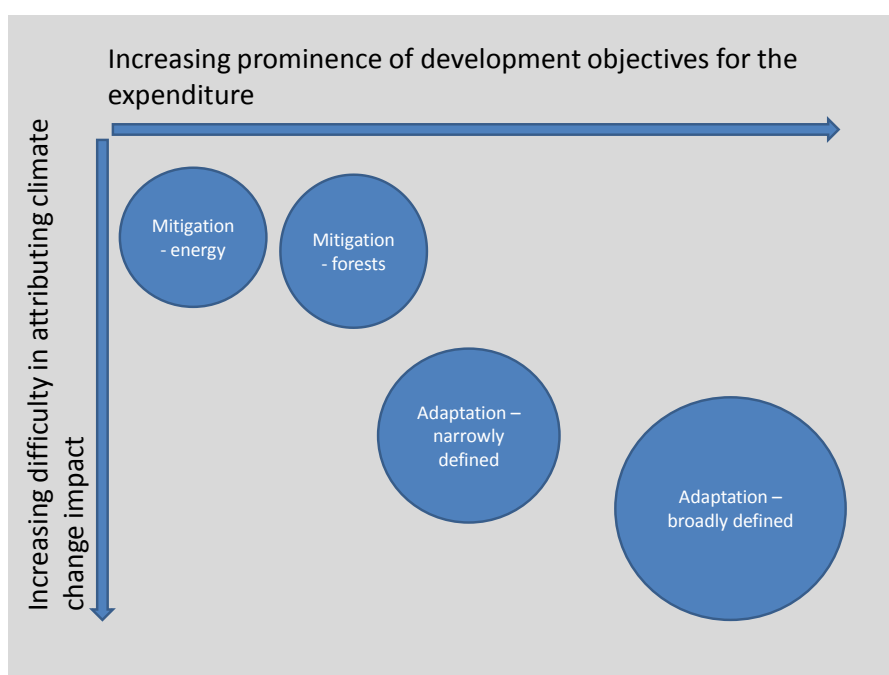 Increasing prominence of development objectives for the
expenditure
Increasing difficulty in attributing climate
change impact
Mitigation
- energy
Mitigation
- forests
Adaptation –
narrowly
defined
Adaptation –
broadly defined